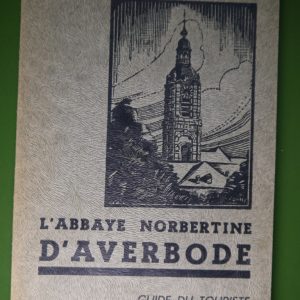 L'ABBAYE NORBERTINE
D'AVERBODE
GUIDE DU TOURISTE